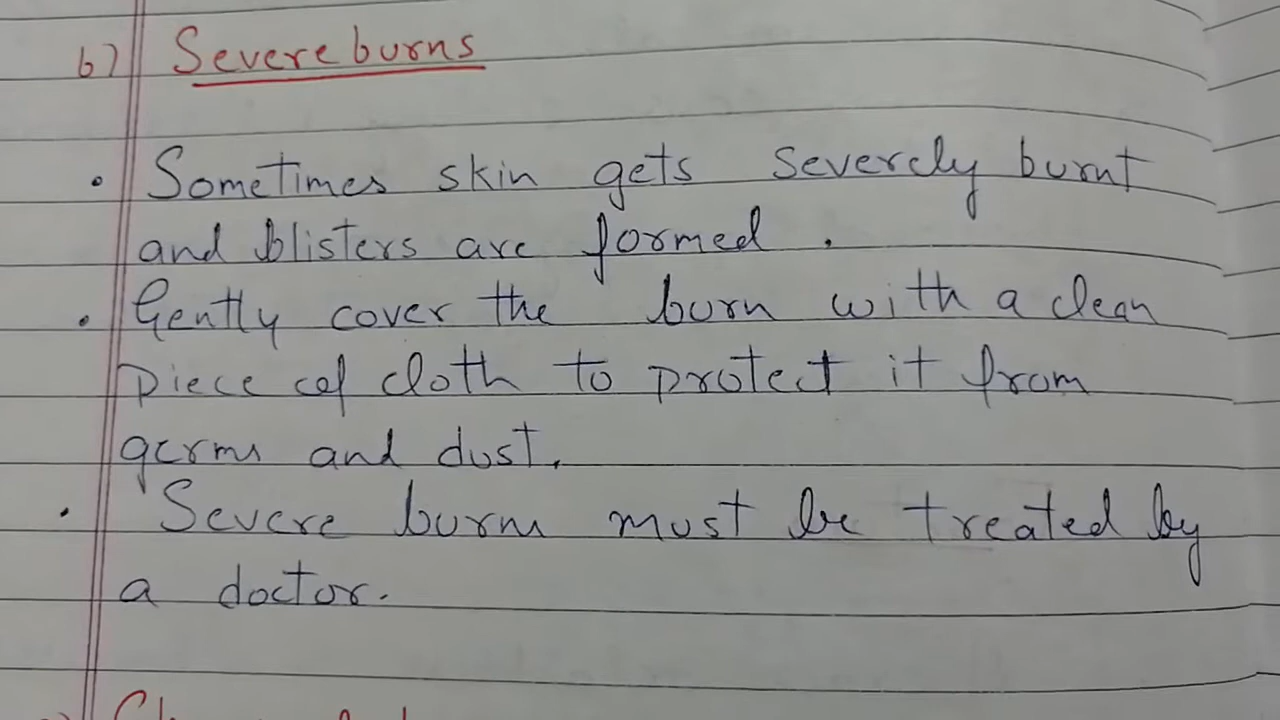 b) Severe burns
• Sometimes skin gets severely burnt
and blisters are formed.
• Gently cover the burn with a clean
piece of cloth to protect it from
germs and dust.
• Severe burns must be treated by
a doctor.